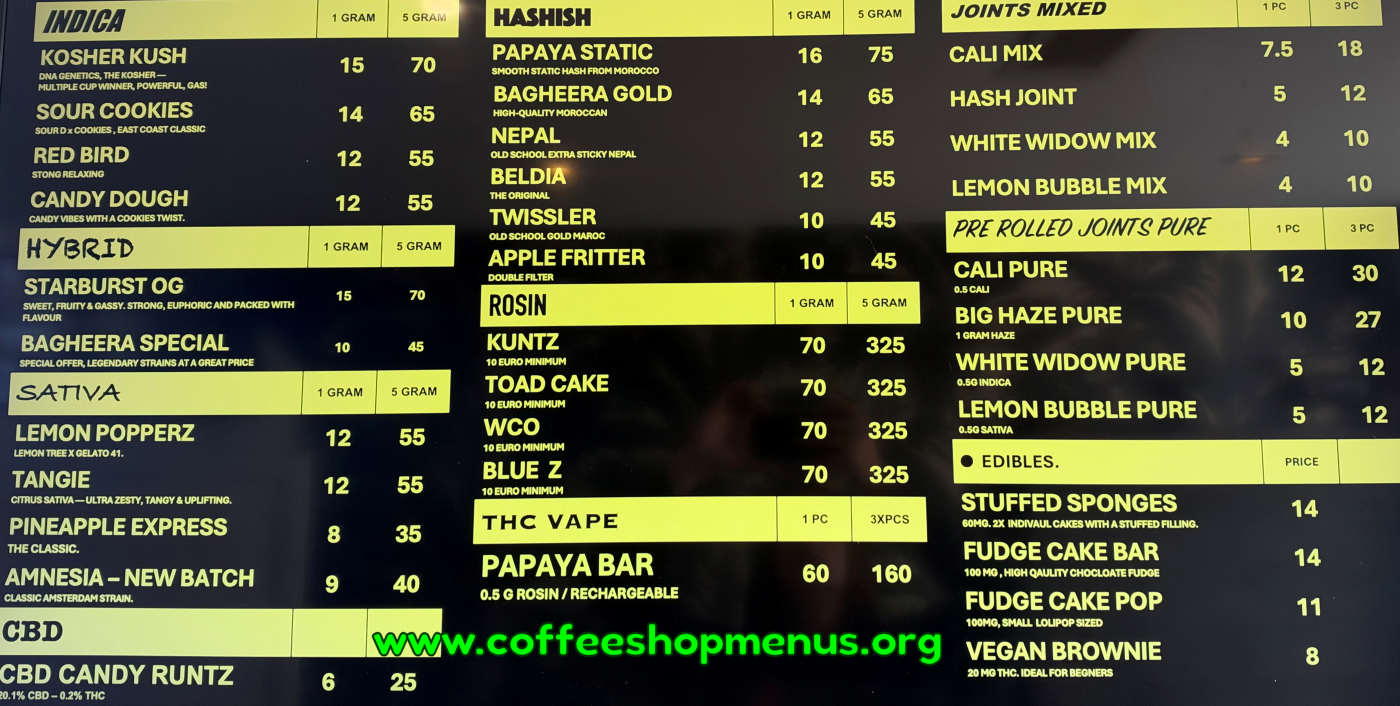 INDICA 1 GRAM 5 GRAM
KOSHER KUSH 15 70
DNA GENETICS, THE KOSHER —
MULTIPLE CUP WINNER, POWERFUL, GAS!
SOUR COOKIES 14 65
SOUR D x COOKIES , EAST COAST CLASSIC
RED BIRD 12 55
STONG RELAXING
CANDY DOUGH 12 55
CANDY VIBES WITH A COOKIES TWIST.
HYBRID 1 GRAM 5 GRAM
STARBURST OG 15 70
SWEET, FRUITY & GASSY. STRONG, EUPHORIC AND PACKED WITH
FLAVOUR
BAGHEERA SPECIAL 10 45
SPECIAL OFFER, LEGENDARY STRAINS AT A GREAT PRICE
SATIVA 1 GRAM 5 GRAM
LEMON POPPERZ 12 55
LEMON TREE X GELATO 41.
TANGIE 12 55
CITRUS SATIVA — ULTRA ZESTY, TANGY & UPLIFTING.
PINEAPPLE EXPRESS 8 35
THE CLASSIC.
AMNESIA – NEW BATCH 9 40
CLASSIC AMSTERDAM STRAIN.
CBD
CBD CANDY RUNTZ 6 25
20.1% CBD – 0.2% THC
HASHISH 1 GRAM 5 GRAM
PAPAYA STATIC 16 75
SMOOTH STATIC HASH FROM MOROCCO
BAGHEERA GOLD 14 65
HIGH-QUALITY MOROCCAN
NEPAL 12 55
OLD SCHOOL EXTRA STICKY NEPAL
BELDIA 12 55
THE ORIGINAL
TWISSLER 10 45
OLD SCHOOL GOLD MAROC
APPLE FRITTER 10 45
DOUBLE FILTER
ROSIN 1 GRAM 5 GRAM
KUNTZ 70 325
10 EURO MINIMUM
TOAD CAKE 70 325
10 EURO MINIMUM
WCO 70 325
10 EURO MINIMUM
BLUE Z 70 325
10 EURO MINIMUM
THC VAPE 1 PC 3XPCS
PAPAYA BAR 60 160
0.5 G ROSIN / RECHARGEABLE
JOINTS MIXED 1 PC 3 PC
CALI MIX 7.5 18
HASH JOINT 5 12
WHITE WIDOW MIX 4 10
LEMON BUBBLE MIX 4 10
PRE ROLLED JOINTS PURE 1 PC 3 PC
CALI PURE 12 30
0.5 CALI
BIG HAZE PURE 10 27
1 GRAM HAZE
WHITE WIDOW PURE 5 12
0.5G INDICA
LEMON BUBBLE PURE 5 12
0.5G SATIVA
● EDIBLES. PRICE
STUFFED SPONGES 14
60MG. 2X INDIVAUL CAKES WITH A STUFFED FILLING.
FUDGE CAKE BAR 14
100 MG , HIGH QAULITY CHOCLOATE FUDGE
FUDGE CAKE POP 11
100MG, SMALL LOLIPOP SIZED
VEGAN BROWNIE 8
20 MG THC. IDEAL FOR BEGNERS
www.coffeeshopmenus.org